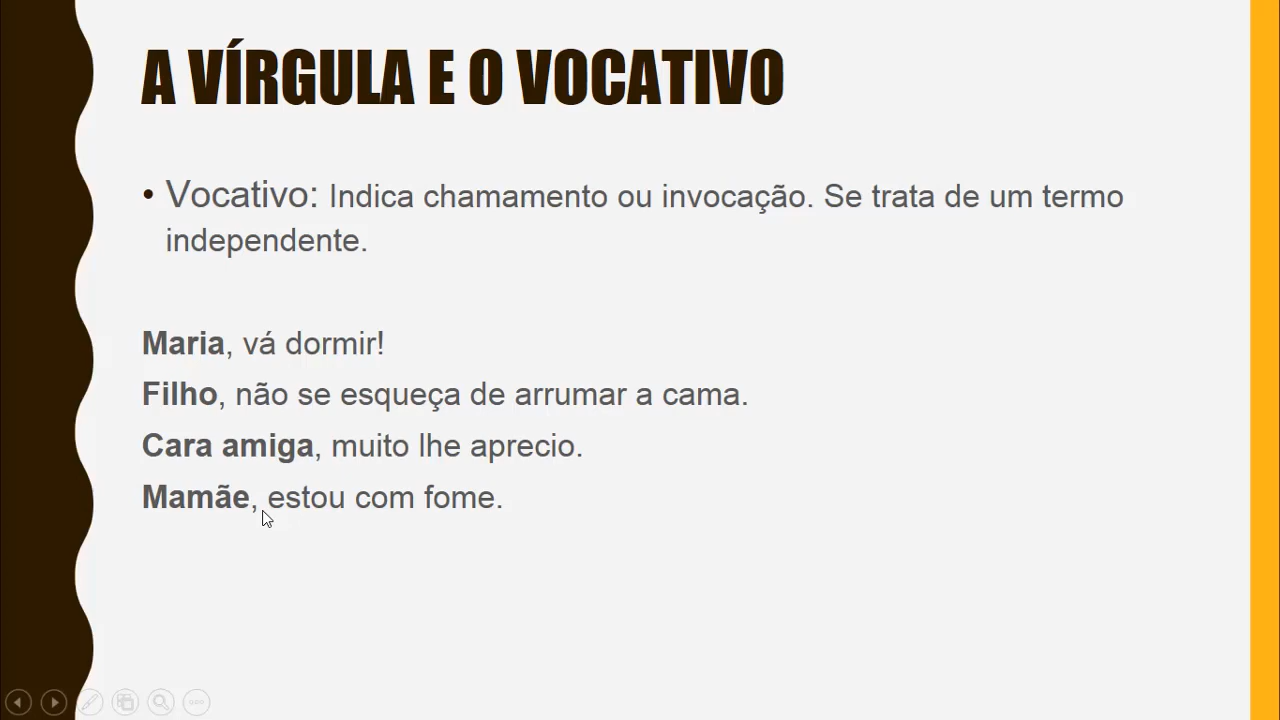 A VÍRGULA E O VOCATIVO
• Vocativo: Indica chamamento ou invocação. Se trata de um termo
independente.
Maria, vá dormir!
Filho, não se esqueça de arrumar a cama.
Cara amiga, muito lhe aprecio.
Mamãe, estou com fome.